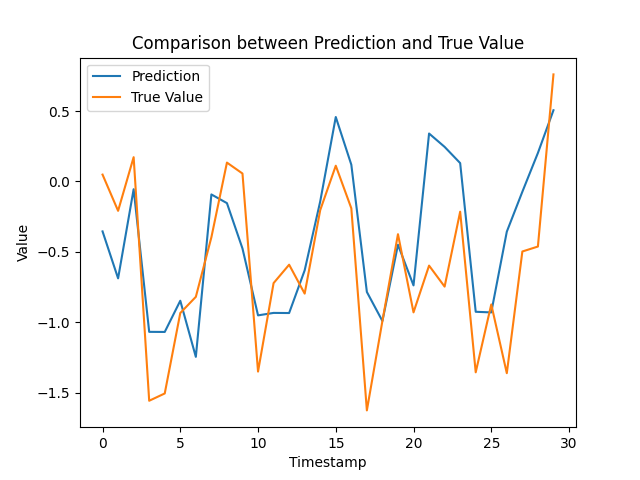 Comparison between Prediction and True Value
Prediction
True Value
0.5
0.0
−0.5
−1.0
−1.5
Value
0 5 10 15 20 25 30
Timestamp